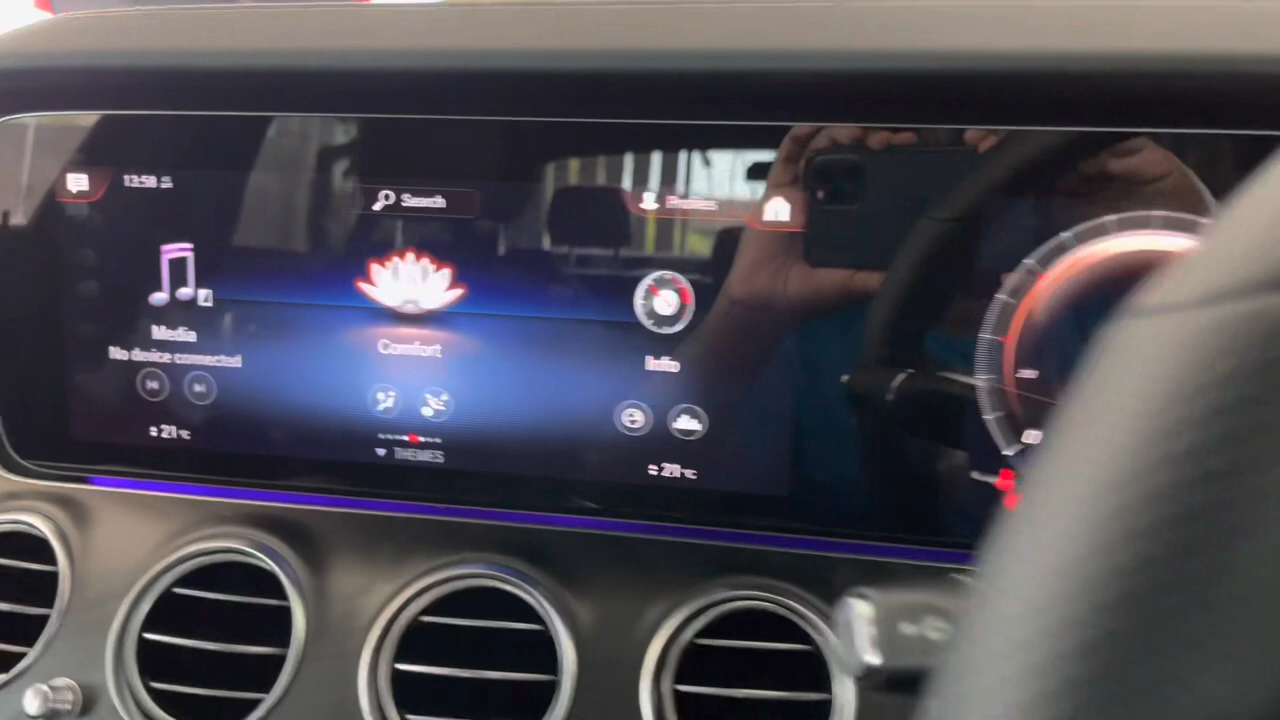 13:58
Search
Media
No device connected
Comfort
Info
21°C
THEMES
21°C